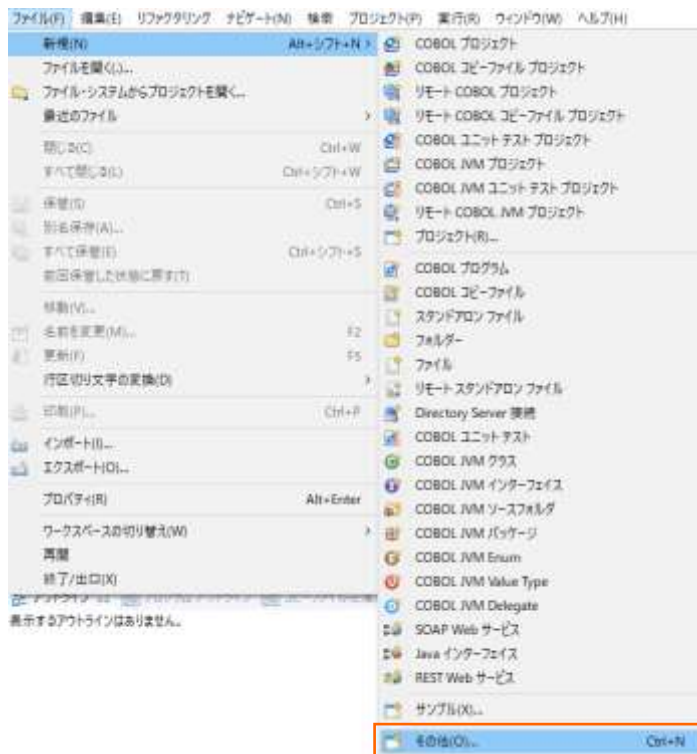 ファイル(F) 編集(E) リファクタリング ナビゲート(N) 検索 プロジェクト(P) 実行(R) ウィンドウ(W) ヘルプ(H)
新規(N) Alt+シフト+N >
ファイルを開く(.)...
ファイル・システムからプロジェクトを開く...
最近のファイル >
閉じる(C) Ctrl+W
すべて閉じる(L) Ctrl+シフト+W
保管(S) Ctrl+S
別名保存(A)...
すべて保管(E) Ctrl+シフト+S
前回保管した状態に戻す(T)
移動(V)...
名前を変更(M)... F2
更新(F) F5
行区切り文字の変換(D) >
印刷(P)... Ctrl+P
インポート(I)...
エクスポート(O)...
プロパティ(R) Alt+Enter
ワークスペースの切り替え(W) >
再開
終了/出口(X)
表示するアウトラインはありません。
COBOL プロジェクト
COBOL コピーファイル プロジェクト
リモート COBOL プロジェクト
リモート COBOL コピーファイル プロジェクト
COBOL ユニット テスト プロジェクト
COBOL JVM プロジェクト
COBOL JVM ユニット テスト プロジェクト
リモート COBOL JVM プロジェクト
プロジェクト(R)...
COBOL プログラム
COBOL コピーファイル
スタンドアロン ファイル
フォルダー
ファイル
リモート スタンドアロン ファイル
Directory Server 接続
COBOL ユニット テスト
COBOL JVM クラス
COBOL JVM インターフェイス
COBOL JVM ソースフォルダ
COBOL JVM パッケージ
COBOL JVM Enum
COBOL JVM Value Type
COBOL JVM Delegate
SOAP Web サービス
Java インターフェイス
REST Web サービス
サンプル(X)...
その他(O)... Ctrl+N